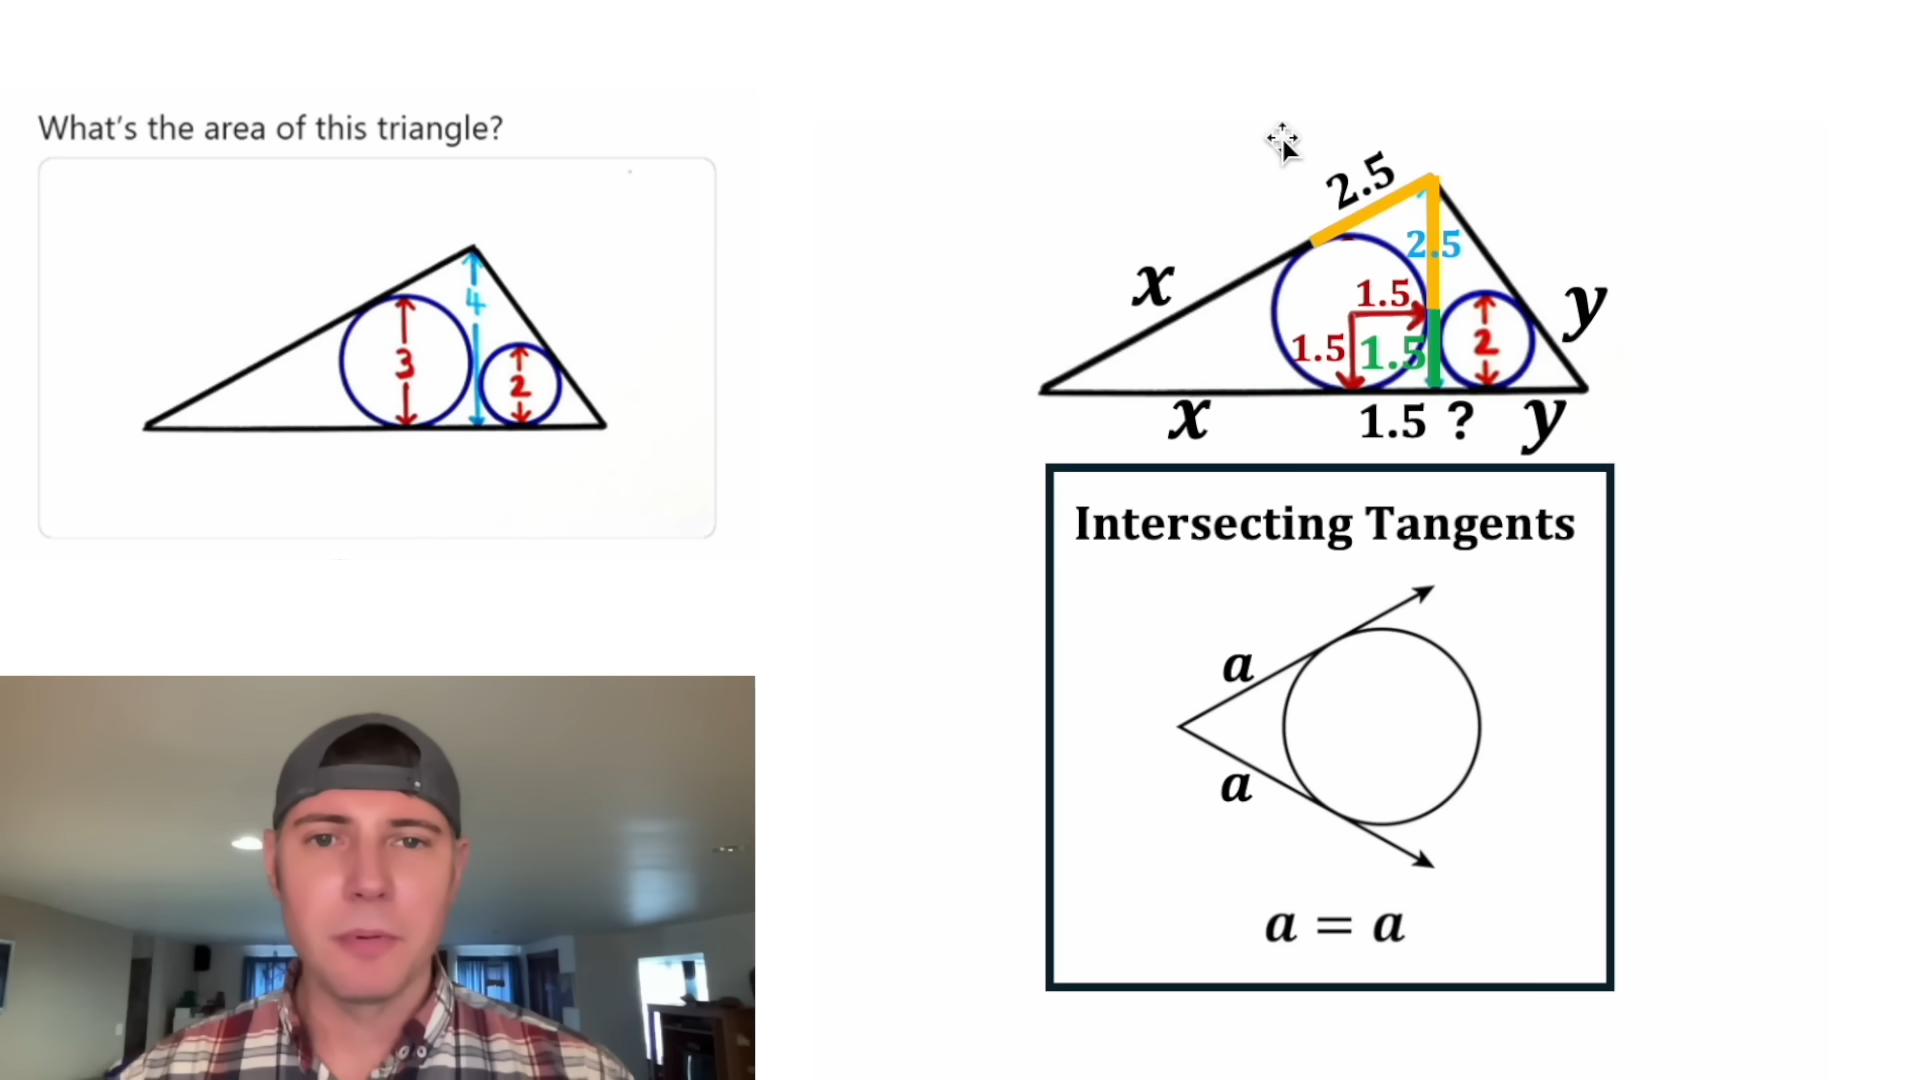 What's the area of this triangle?
4
3
2
2.5
2.5
x
1.5
y
1.5
1.5
2
x
1.5 ? y
Intersecting Tangents
a
a
a = a